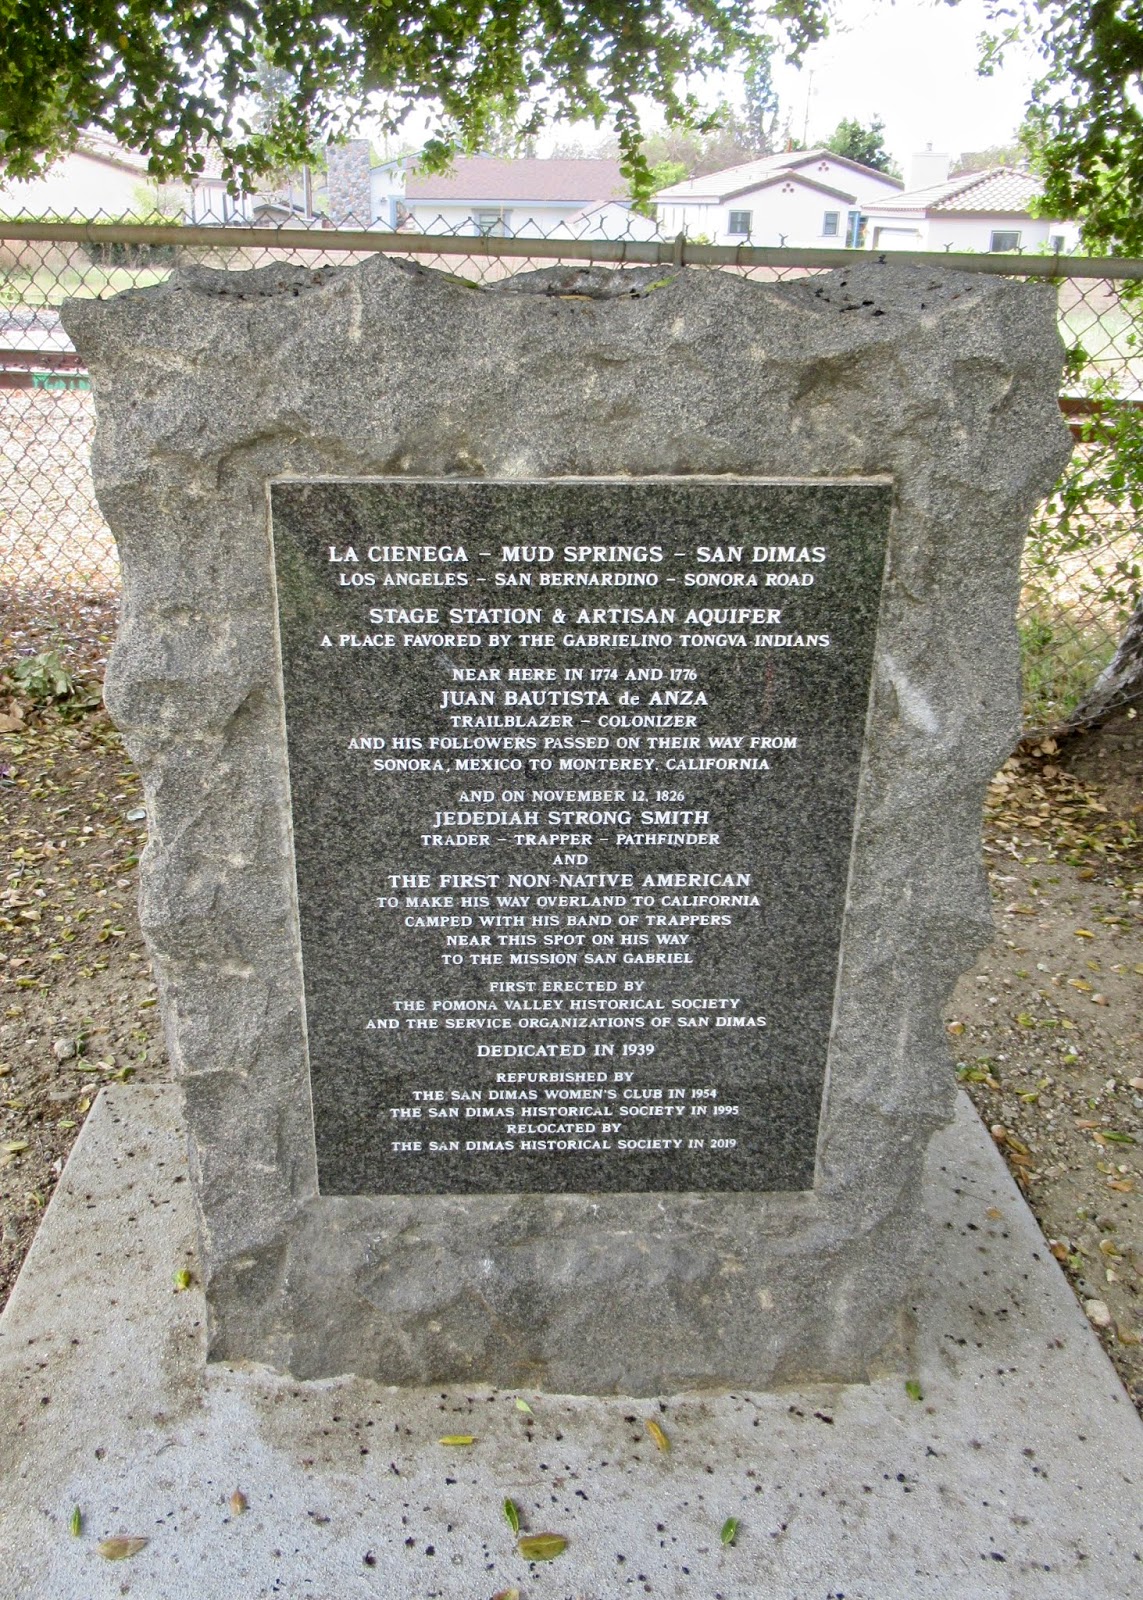 LA CIENEGA – MUD SPRINGS – SAN DIMAS
LOS ANGELES – SAN BERNARDINO – SONORA ROAD
STAGE STATION & ARTISAN AQUIFER
A PLACE FAVORED BY THE GABRIELINO TONGVA INDIANS
NEAR HERE IN 1774 AND 1776
JUAN BAUTISTA de ANZA
TRAILBLAZER – COLONIZER
AND HIS FOLLOWERS PASSED ON THEIR WAY FROM
SONORA, MEXICO TO MONTEREY, CALIFORNIA
AND ON NOVEMBER 12, 1826
JEDEDIAH STRONG SMITH
TRADER – TRAPPER – PATHFINDER
AND
THE FIRST NON-NATIVE AMERICAN
TO MAKE HIS WAY OVERLAND TO CALIFORNIA
CAMPED WITH HIS BAND OF TRAPPERS
NEAR THIS SPOT ON HIS WAY
TO THE MISSION SAN GABRIEL
FIRST ERECTED BY
THE POMONA VALLEY HISTORICAL SOCIETY
AND THE SERVICE ORGANIZATIONS OF SAN DIMAS
DEDICATED IN 1939
REFURBISHED BY
THE SAN DIMAS WOMEN'S CLUB IN 1954
THE SAN DIMAS HISTORICAL SOCIETY IN 1995
RELOCATED BY
THE SAN DIMAS HISTORICAL SOCIETY IN 2019